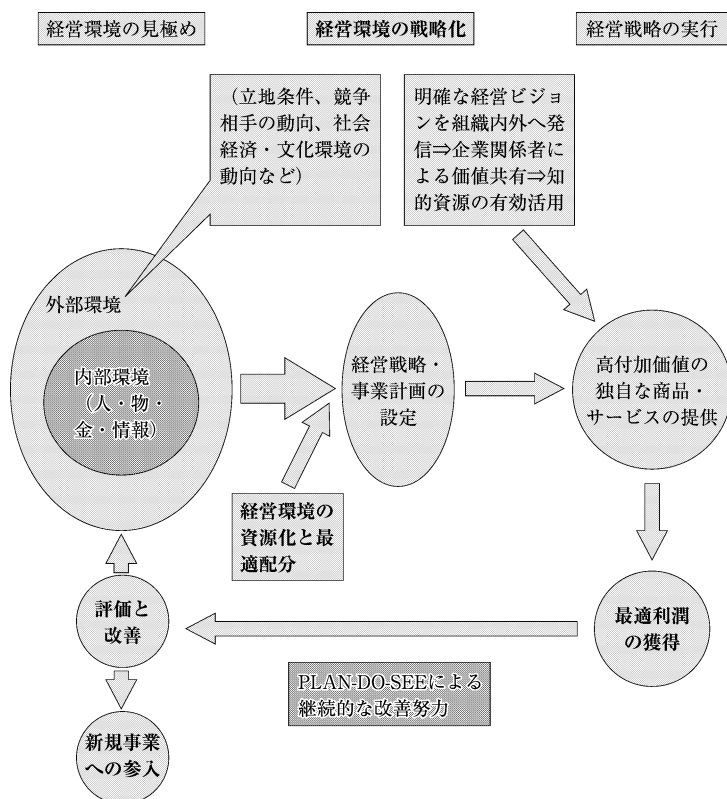 経営環境の見極め
経営環境の戦略化
経営戦略の実行
（立地条件、競争
相手の動向、社会
経済・文化環境の
動向など）
明確な経営ビジョ
ンを組織内外へ発
信⇒企業関係者に
よる価値共有⇒知
的資源の有効活用
外部環境
内部環境
（人・物・
金・情報）
経営戦略・
事業計画の
設定
高付加価値の
独自な商品・
サービスの提供
経営環境の
資源化と最
適配分
評価と
改善
最適利潤
の獲得
PLAN-DO-SEEによる
継続的な改善努力
新規事業
への参入